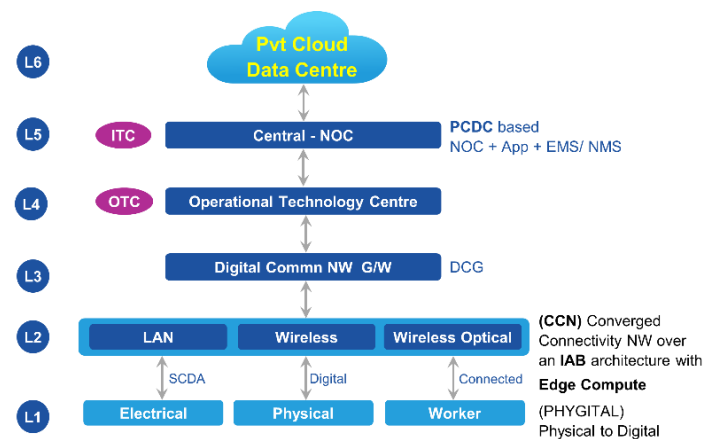 L6
Pvt Cloud
Data Centre
L5
ITC
Central - NOC
PCDC based
NOC + App + EMS/ NMS
L4
OTC
Operational Technology Centre
L3
Digital Commn NW G/W
DCG
L2
LAN
Wireless
Wireless Optical
(CCN) Converged
Connectivity NW over
an IAB architecture with
Edge Compute
SCDA
Digital
Connected
L1
Electrical
Physical
Worker
(PHYGITAL)
Physical to Digital